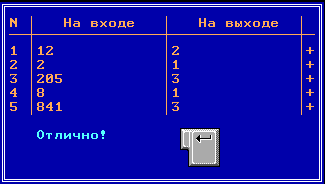 N На входе На выходе
1 12 2 +
2 2 1 +
3 205 3 +
4 8 1 +
5 841 3 +
Отлично!